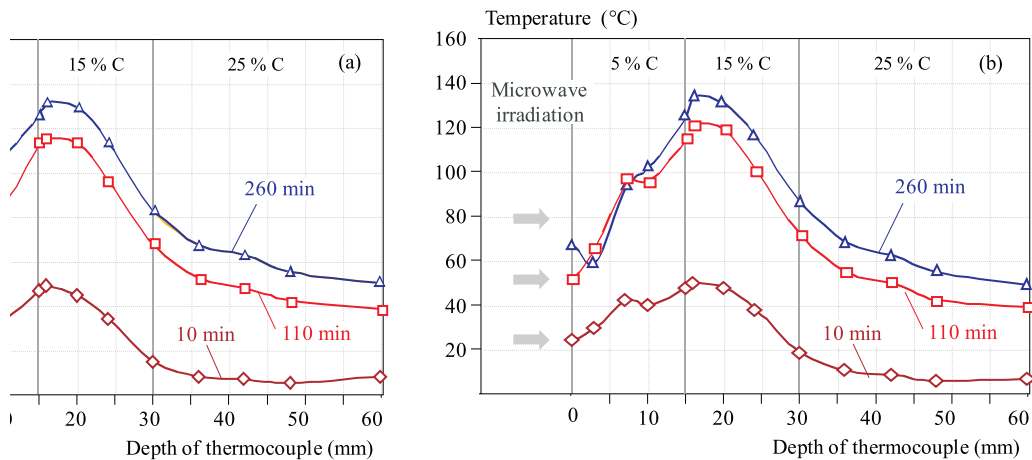 15 % C
25 % C
(a)
260 min
110 min
10 min
20
30
40
50
60
Depth of thermocouple (mm)
Temperature (°C)
160
140
120
100
80
60
40
20
5 % C
15 % C
25 % C
(b)
Microwave
irradiation
260 min
110 min
10 min
0
10
20
30
40
50
60
Depth of thermocouple (mm)